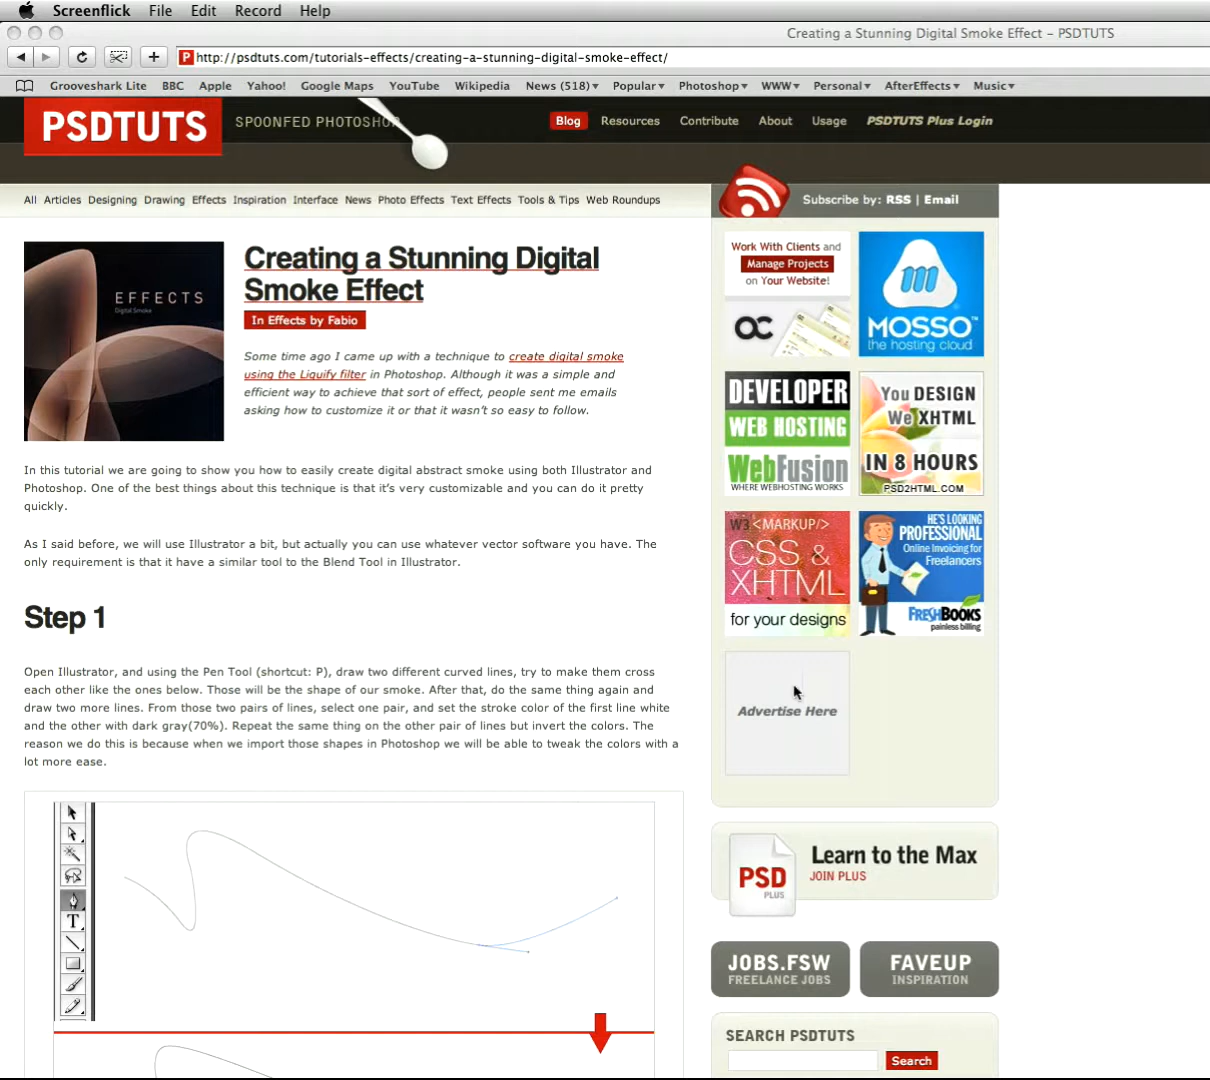 Screenflick File Edit Record Help
Creating a Stunning Digital Smoke Effect – PSDTUTS
http://psdtuts.com/tutorials-effects/creating-a-stunning-digital-smoke-effect/
Grooveshark Lite BBC Apple Yahoo! Google Maps YouTube Wikipedia News (518) Popular Photoshop WWW Personal AfterEffects Music
PSDTUTS SPOONFED PHOTOSHOP Blog Resources Contribute About Usage PSDTUTS Plus Login
All Articles Designing Drawing Effects Inspiration Interface News Photo Effects Text Effects Tools & Tips Web Roundups
Subscribe by: RSS | Email
EFFECTS
Digital Smoke
Creating a Stunning Digital
Smoke Effect
In Effects by Fabio
Some time ago I came up with a technique to create digital smoke
using the Liquify filter in Photoshop. Although it was a simple and
efficient way to achieve that sort of effect, people sent me emails
asking how to customize it or that it wasn't so easy to follow.
In this tutorial we are going to show you how to easily create digital abstract smoke using both Illustrator and
Photoshop. One of the best things about this technique is that it's very customizable and you can do it pretty
quickly.
As I said before, we will use Illustrator a bit, but actually you can use whatever vector software you have. The
only requirement is that it have a similar tool to the Blend Tool in Illustrator.
Step 1
Open Illustrator, and using the Pen Tool (shortcut: P), draw two different curved lines, try to make them cross
each other like the ones below. Those will be the shape of our smoke. After that, do the same thing again and
draw two more lines. From those two pairs of lines, select one pair, and set the stroke color of the first line white
and the other with dark gray(70%). Repeat the same thing on the other pair of lines but invert the colors. The
reason we do this is because when we import those shapes in Photoshop we will be able to tweak the colors with a
lot more ease.
T
Work With Clients and
Manage Projects
on Your Website!
MOSSO™
the hosting cloud
DEVELOPER
WEB HOSTING
WebFusion
WHERE WEBHOSTING WORKS
You DESIGN
We XHTML
IN 8 HOURS
PSD2HTML.COM
W3 <MARKUP/>
CSS &
XHTML
for your designs
HE'S LOOKING
PROFESSIONAL
Online Invoicing for
Freelancers
FRESHBOOKS
painless billing
Advertise Here
PSD
PLUS
Learn to the Max
JOIN PLUS
JOBS.FSW
FREELANCE JOBS
FAVEUP
INSPIRATION
SEARCH PSDTUTS
Search